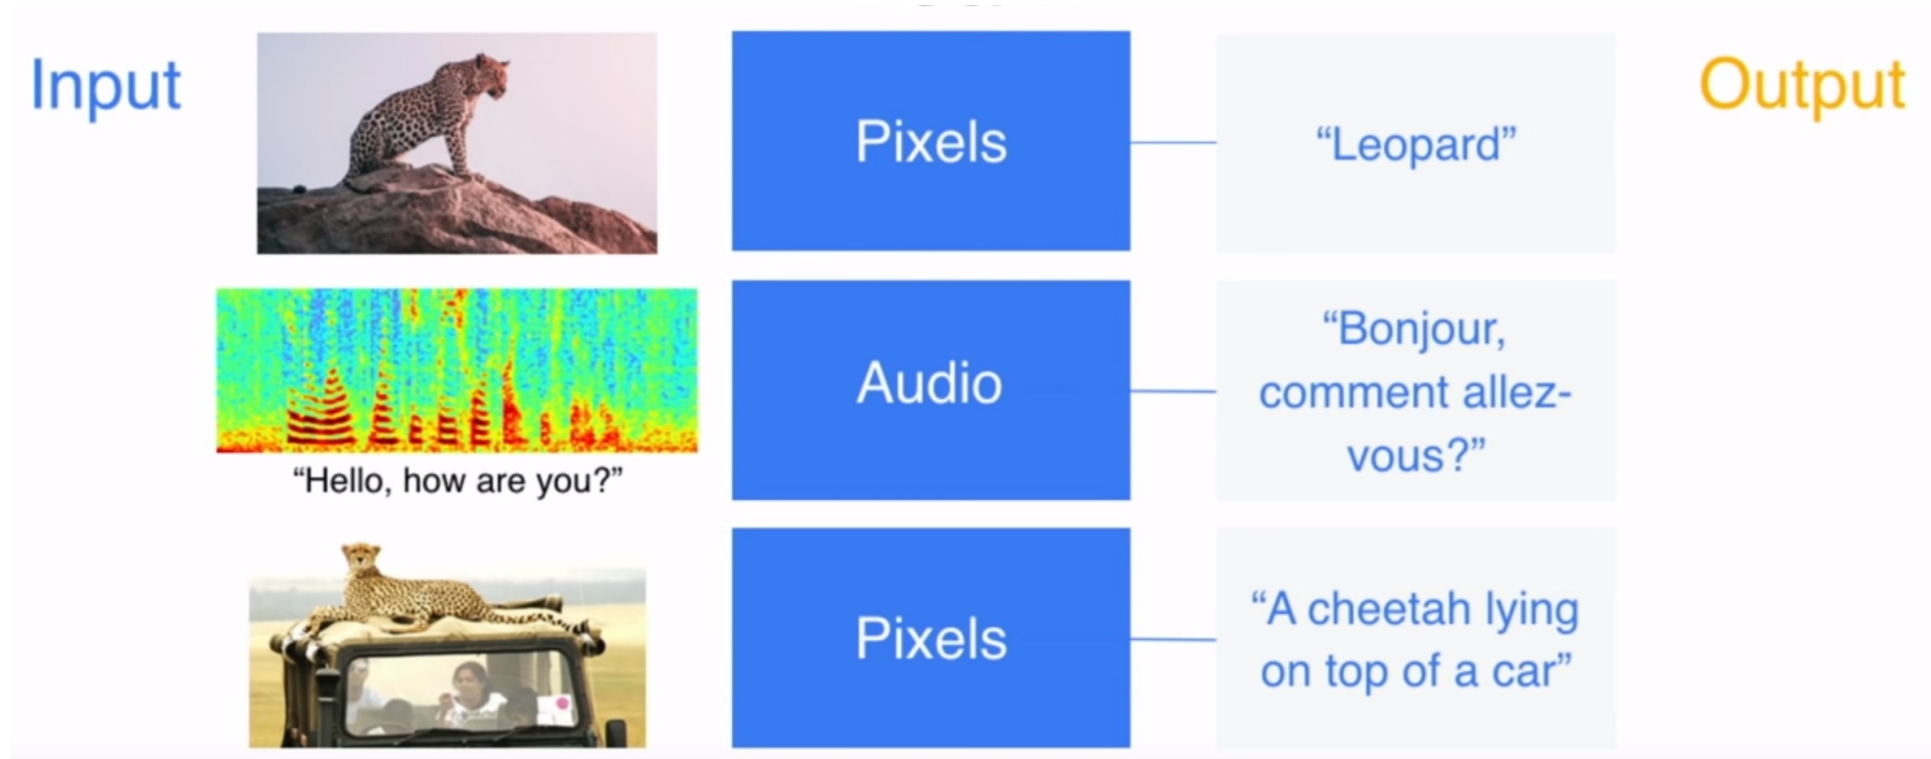 Input
Output
Pixels
“Leopard”
Audio
“Bonjour,
comment allez-
vous?”
“Hello, how are you?”
Pixels
“A cheetah lying
on top of a car”